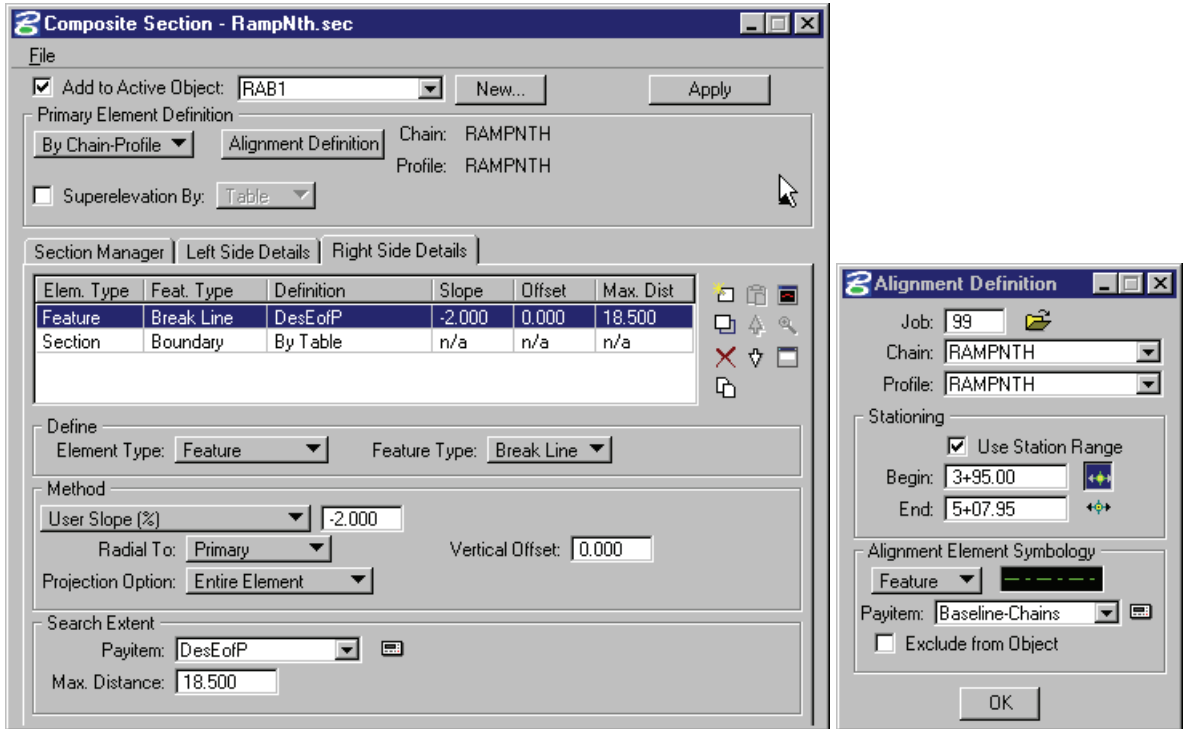 Composite Section - RampNth.sec
File
Add to Active Object: RAB1 New... Apply
Primary Element Definition
By Chain-Profile Alignment Definition Chain: RAMPNTH
Profile: RAMPNTH
Superelevation By: Table
Section Manager Left Side Details Right Side Details
Elem. Type Feat. Type Definition Slope Offset Max. Dist
Feature Break Line DesEofP -2.000 0.000 18.500
Section Boundary By Table n/a n/a n/a
Define
Element Type: Feature Feature Type: Break Line
Method
User Slope (%) -2.000
Radial To: Primary Vertical Offset: 0.000
Projection Option: Entire Element
Search Extent
Payitem: DesEofP
Max. Distance: 18.500
Alignment Definition
Job: 99
Chain: RAMPNTH
Profile: RAMPNTH
Stationing
Use Station Range
Begin: 3+95.00
End: 5+07.95
Alignment Element Symbology
Feature
Payitem: Baseline-Chains
Exclude from Object
OK